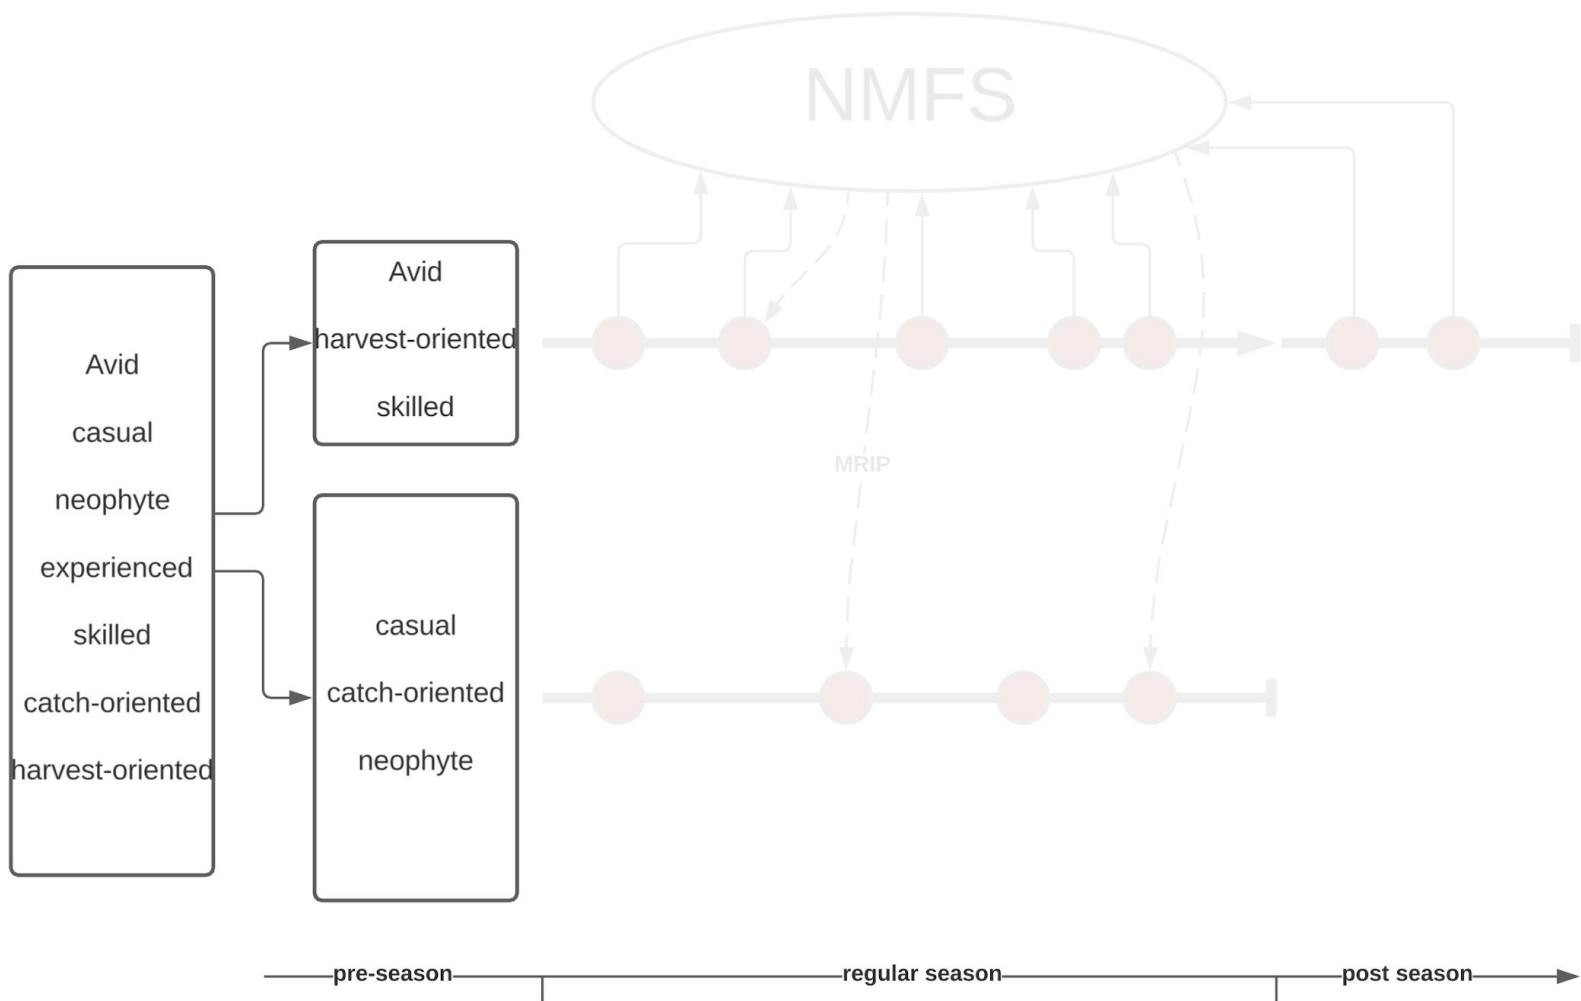 NMFS
Avid
casual
neophyte
experienced
skilled
catch-oriented
harvest-oriented
Avid
harvest-oriented
skilled
casual
catch-oriented
neophyte
MRIP
pre-season
regular season
post season